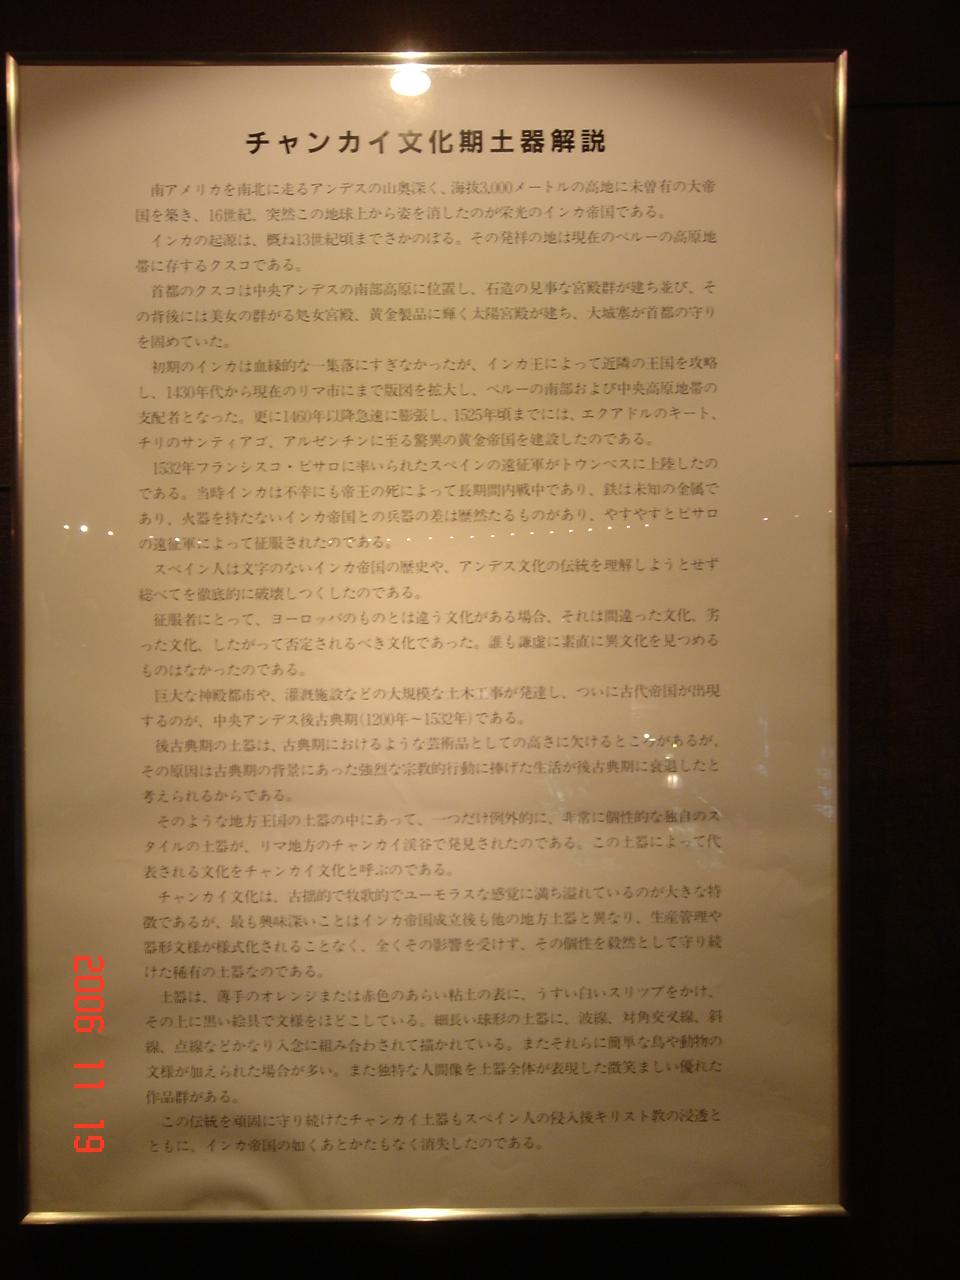 チャンカイ文化期土器解説
南アメリカを南北に走るアンデスの山奥深く、海抜3,000メートルの高地に未曽有の大帝
国を築き、16世紀、突然この地球上から姿を消したのが栄光のインカ帝国である。
インカの起源は、概ね13世紀頃までさかのぼる。その発祥の地は現在のペルーの高原地
帯に存するクスコである。
首都のクスコは中央アンデスの南部高原に位置し、石造の見事な宮殿群が建ち並び、そ
の背後には美女の群がる処女宮殿、黄金製品に輝く太陽宮殿が建ち、大城塞が首都の守り
を固めていた。
初期のインカは血縁的な一集落にすぎなかったが、インカ王によって近隣の王国を攻略
し、1430年代から現在のリマ市にまで版図を拡大し、ペルーの南部および中央高原地帯の
支配者となった。更に1460年以降急速に膨張し、1525年頃までには、エクアドルのキート、
チリのサンティアゴ、アルゼンチンに至る驚異の黄金帝国を建設したのである。
1532年フランシスコ・ピサロに率いられたスペインの遠征軍がトウンベスに上陸したの
である。当時インカは不幸にも帝王の死によって長期間内戦中であり、鉄は未知の金属で
あり、火器を持たないインカ帝国との兵器の差は歴然たるものがあり、やすやすとピサロ
の遠征軍によって征服されたのである。
スペイン人は文字のないインカ帝国の歴史や、アンデス文化の伝統を理解しようとせず
総べてを徹底的に破壊しつくしたのである。
征服者にとって、ヨーロッパのものとは違う文化がある場合、それは間違った文化、劣
った文化、したがって否定されるべき文化であった。誰も謙虚に素直に異文化を見つめる
ものはなかったのである。
巨大な神殿都市や、灌漑施設などの大規模な土木工事が発達し、ついに古代帝国が出現
するのが、中央アンデス後古典期(1200年〜1532年)である。
後古典期の土器は、古典期におけるような芸術品としての高さに欠けるところがあるが、
その原因は古典期の背景にあった強烈な宗教的行動に捧げた生活が後古典期に衰退したと
考えられるからである。
そのような地方王国の土器の中にあって、一つだけ例外的に、非常に個性的な独自のス
タイルの土器が、リマ地方のチャンカイ渓谷で発見されたのである。この土器によって代
表される文化をチャンカイ文化と呼ぶのである。
チャンカイ文化は、古拙的で牧歌的でユーモラスな感覚に満ち溢れているのが大きな特
徴であるが、最も興味深いことはインカ帝国成立後も他の地方土器と異なり、生産管理や
器形文様が様式化されることなく、全くその影響を受けず、その個性を毅然として守り続
けた稀有の土器なのである。
土器は、薄手のオレンジまたは赤色のあらい粘土の表に、うすい白いスリップをかけ、
その上に黒い絵具で文様をほどこしている。細長い球形の土器に、波線、対角交叉線、斜
線、点線などかなり入念に組み合わされて描かれている。またそれらに簡単な鳥や動物の
文様が加えられた場合が多い。また独特な人間像を土器全体が表現した微笑ましい優れた
作品群がある。
この伝統を頑固に守り続けたチャンカイ土器もスペイン人の侵入後キリスト教の浸透と
ともに、インカ帝国の如くあとかたもなく消失したのである。
2006 11 19